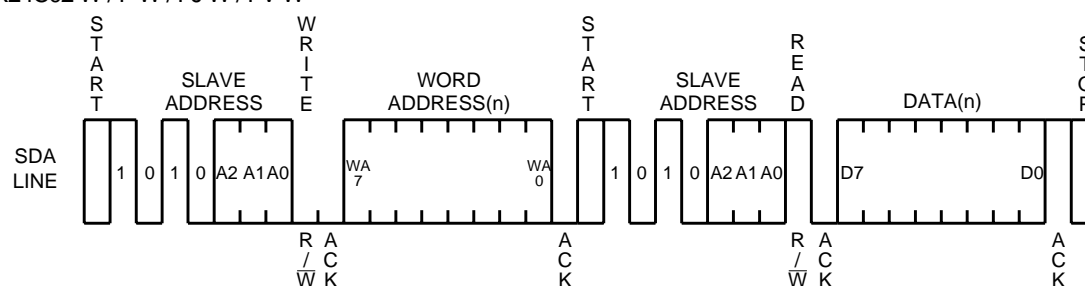 START
SLAVE
ADDRESS
WRITE
WORD
ADDRESS(n)
START
SLAVE
ADDRESS
READ
DATA(n)
SDA
LINE
1 0 1 0 A2 A1 A0
WA
7
WA
0
1 0 1 0 A2 A1 A0
D7
D0
R/W
ACK
ACK
R/W
ACK
ACK